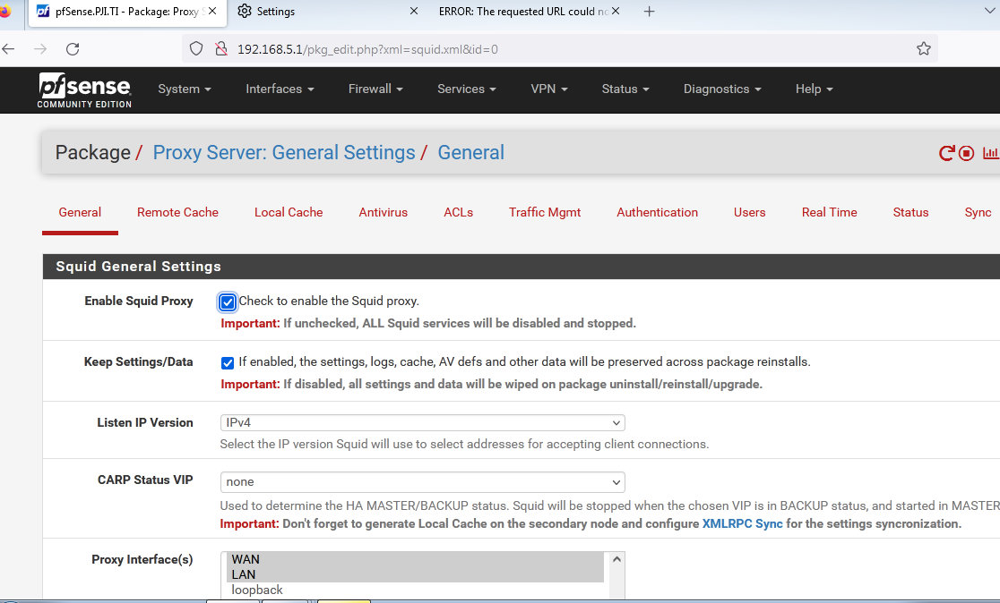 pfSense.PJI.TI - Package: Proxy S
Settings
ERROR: The requested URL could no
192.168.5.1/pkg_edit.php?xml=squid.xml&id=0
pfsense
COMMUNITY EDITION
System
Interfaces
Firewall
Services
VPN
Status
Diagnostics
Help
Package / Proxy Server: General Settings / General
General
Remote Cache
Local Cache
Antivirus
ACLs
Traffic Mgmt
Authentication
Users
Real Time
Status
Sync
Squid General Settings
Enable Squid Proxy
Check to enable the Squid proxy.
Important: If unchecked, ALL Squid services will be disabled and stopped.
Keep Settings/Data
If enabled, the settings, logs, cache, AV defs and other data will be preserved across package reinstalls.
Important: If disabled, all settings and data will be wiped on package uninstall/reinstall/upgrade.
Listen IP Version
IPv4
Select the IP version Squid will use to select addresses for accepting client connections.
CARP Status VIP
none
Used to determine the HA MASTER/BACKUP status. Squid will be stopped when the chosen VIP is in BACKUP status, and started in MASTER
Important: Don't forget to generate Local Cache on the secondary node and configure XMLRPC Sync for the settings syncronization.
Proxy Interface(s)
WAN
LAN
loopback